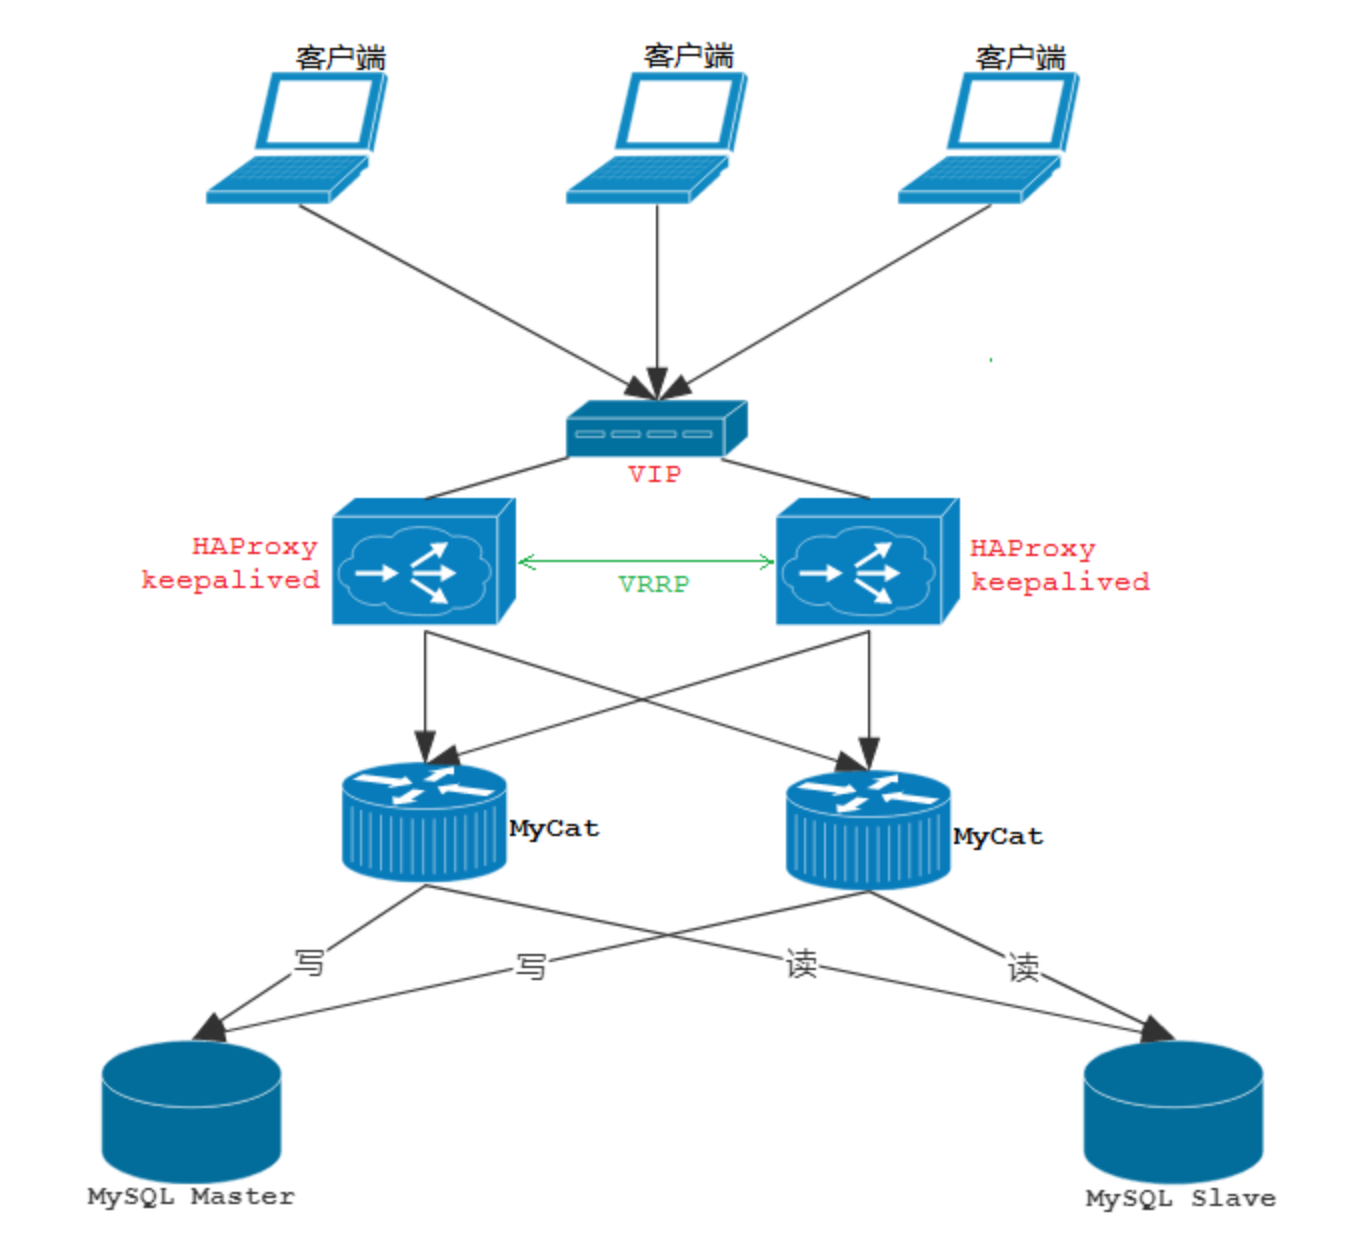 客户端
客户端
客户端
VIP
HAProxy
keepalived
VRRP
HAProxy
keepalived
MyCat
MyCat
写
写
读
读
MySQL Master
MySQL Slave